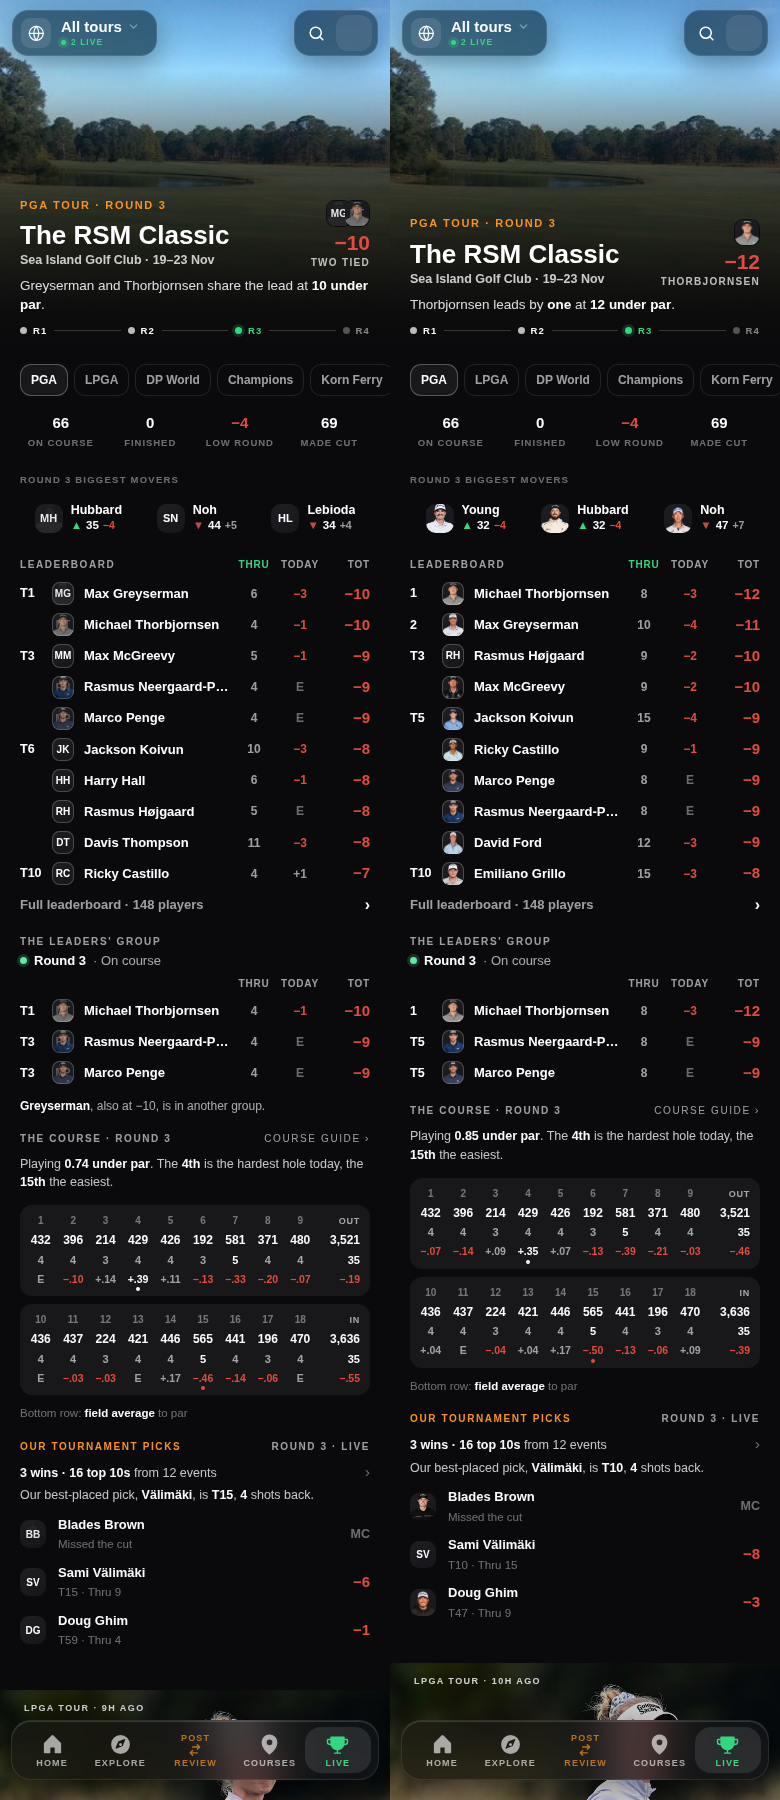 All tours
2 LIVE
PGA TOUR · ROUND 3
MG
The RSM Classic
−10
Sea Island Golf Club · 19–23 Nov
TWO TIED
Greyserman and Thorbjornsen share the lead at 10 under
par.
R1 R2 R3 R4
PGA LPGA DP World Champions Korn Ferry
66 0 −4 69
ON COURSE FINISHED LOW ROUND MADE CUT
ROUND 3 BIGGEST MOVERS
MH Hubbard ▲ 35 −4
SN Noh ▼ 44 +5
HL Lebioda ▼ 34 +4
LEADERBOARD THRU TODAY TOT
T1 MG Max Greyserman 6 −3 −10
Michael Thorbjornsen 4 −1 −10
T3 MM Max McGreevy 5 −1 −9
Rasmus Neergaard-P... 4 E −9
Marco Penge 4 E −9
T6 JK Jackson Koivun 10 −3 −8
HH Harry Hall 6 −1 −8
RH Rasmus Højgaard 5 E −8
DT Davis Thompson 11 −3 −8
T10 RC Ricky Castillo 4 +1 −7
Full leaderboard · 148 players ›
THE LEADERS' GROUP
Round 3 · On course
THRU TODAY TOT
T1 Michael Thorbjornsen 4 −1 −10
T3 Rasmus Neergaard-P... 4 E −9
T3 Marco Penge 4 E −9
Greyserman, also at −10, is in another group.
THE COURSE · ROUND 3 COURSE GUIDE ›
Playing 0.74 under par. The 4th is the hardest hole today, the
15th the easiest.
1 2 3 4 5 6 7 8 9 OUT
432 396 214 429 426 192 581 371 480 3,521
4 4 3 4 4 3 5 4 4 35
E −.10 +.14 +.39 +.11 −.13 −.33 −.20 −.07 −.19
10 11 12 13 14 15 16 17 18 IN
436 437 224 421 446 565 441 196 470 3,636
4 4 3 4 4 5 4 3 4 35
E −.03 −.03 E +.17 −.46 −.14 −.06 E −.55
Bottom row: field average to par
OUR TOURNAMENT PICKS ROUND 3 · LIVE
3 wins · 16 top 10s from 12 events ›
Our best-placed pick, Välimäki, is T15, 4 shots back.
BB Blades Brown MC
Missed the cut
SV Sami Välimäki −6
T15 · Thru 9
DG Doug Ghim −1
T59 · Thru 4
LPGA TOUR · 9H AGO
HOME EXPLORE POST REVIEW COURSES LIVE
All tours
2 LIVE
PGA TOUR · ROUND 3
The RSM Classic
−12
Sea Island Golf Club · 19–23 Nov
THORBJORNSEN
Thorbjornsen leads by one at 12 under par.
R1 R2 R3 R4
PGA LPGA DP World Champions Korn Ferry
66 0 −4 69
ON COURSE FINISHED LOW ROUND MADE CUT
ROUND 3 BIGGEST MOVERS
Young ▲ 32 −4
Hubbard ▲ 32 −4
Noh ▼ 47 +7
LEADERBOARD THRU TODAY TOT
1 Michael Thorbjornsen 8 −3 −12
2 Max Greyserman 10 −4 −11
T3 RH Rasmus Højgaard 9 −2 −10
Max McGreevy 9 −2 −10
T5 Jackson Koivun 15 −4 −9
Ricky Castillo 9 −1 −9
Marco Penge 8 E −9
Rasmus Neergaard-P... 8 E −9
David Ford 12 −3 −9
T10 Emiliano Grillo 15 −3 −8
Full leaderboard · 148 players ›
THE LEADERS' GROUP
Round 3 · On course
THRU TODAY TOT
1 Michael Thorbjornsen 8 −3 −12
T5 Rasmus Neergaard-P... 8 E −9
T5 Marco Penge 8 E −9
THE COURSE · ROUND 3 COURSE GUIDE ›
Playing 0.85 under par. The 4th is the hardest hole today, the
15th the easiest.
1 2 3 4 5 6 7 8 9 OUT
432 396 214 429 426 192 581 371 480 3,521
4 4 3 4 4 3 5 4 4 35
−.07 −.14 +.09 +.35 +.07 −.13 −.39 −.21 −.03 −.46
10 11 12 13 14 15 16 17 18 IN
436 437 224 421 446 565 441 196 470 3,636
4 4 3 4 4 5 4 3 4 35
+.04 E −.04 +.04 +.17 −.50 −.13 −.06 +.09 −.39
Bottom row: field average to par
OUR TOURNAMENT PICKS ROUND 3 · LIVE
3 wins · 16 top 10s from 12 events ›
Our best-placed pick, Välimäki, is T10, 4 shots back.
Blades Brown MC
Missed the cut
SV Sami Välimäki −8
T10 · Thru 15
Doug Ghim −3
T47 · Thru 9
LPGA TOUR · 10H AGO
Goldman
Sachs
HOME EXPLORE POST REVIEW COURSES LIVE